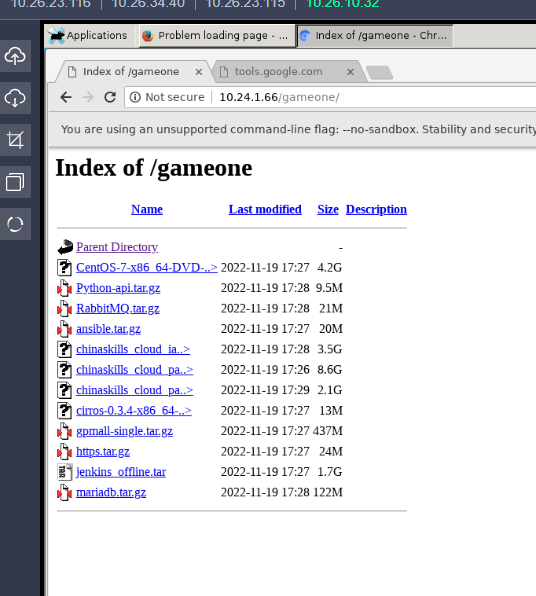 10.26.23.116 | 10.26.34.40 | 10.26.23.115 | 10.26.10.32
Applications Problem loading page - ... Index of /gameone - Chr...
Index of /gameone × tools.google.com ×
Not secure | 10.24.1.66/gameone/
You are using an unsupported command-line flag: --no-sandbox. Stability and security
Index of /gameone
Name Last modified Size Description
Parent Directory -
CentOS-7-x86_64-DVD-..> 2022-11-19 17:27 4.2G
Python-api.tar.gz 2022-11-19 17:28 9.5M
RabbitMQ.tar.gz 2022-11-19 17:28 21M
ansible.tar.gz 2022-11-19 17:27 20M
chinaskills_cloud_ia..> 2022-11-19 17:28 3.5G
chinaskills_cloud_pa..> 2022-11-19 17:26 8.6G
chinaskills_cloud_pa..> 2022-11-19 17:29 2.1G
cirros-0.3.4-x86_64-..> 2022-11-19 17:27 13M
gpmall-single.tar.gz 2022-11-19 17:27 437M
https.tar.gz 2022-11-19 17:27 24M
jenkins_offline.tar 2022-11-19 17:27 1.7G
mariadb.tar.gz 2022-11-19 17:28 122M